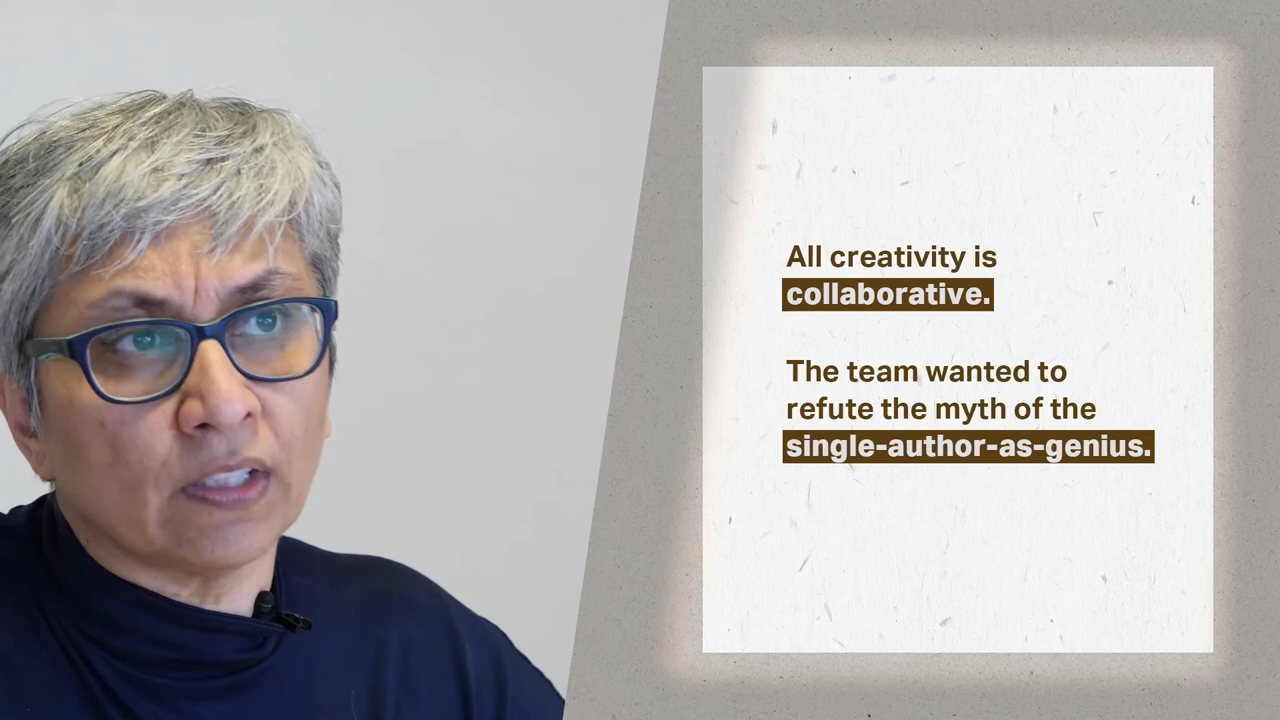 All creativity is
collaborative.
The team wanted to
refute the myth of the
single-author-as-genius.